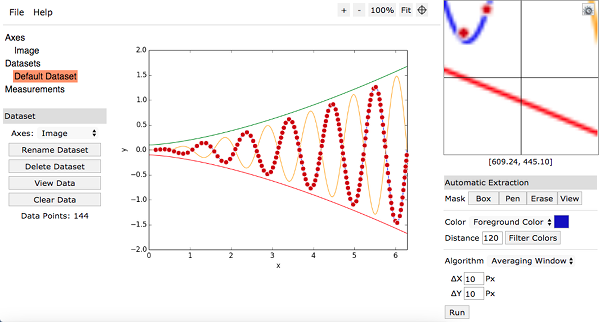 File Help
+ - 100% Fit
Axes
Image
Datasets
Default Dataset
Measurements
Dataset
Axes: Image
Rename Dataset
Delete Dataset
View Data
Clear Data
Data Points: 144
2.0
1.5
1.0
0.5
0.0
−0.5
−1.0
−1.5
−2.0
y
0 1 2 3 4 5 6
x
[609.24, 445.10]
Automatic Extraction
Mask Box Pen Erase View
Color Foreground Color
Distance 120 Filter Colors
Algorithm Averaging Window
ΔX 10 Px
ΔY 10 Px
Run